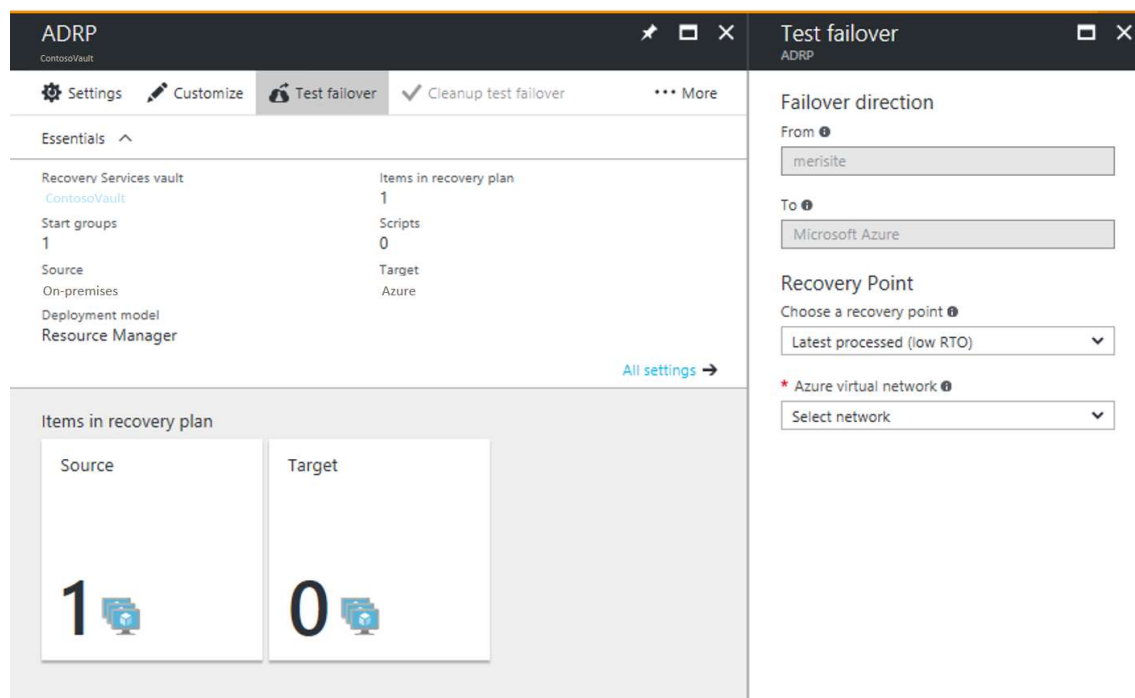 ADRP
ContosoVault
Settings
Customize
Test failover
Cleanup test failover
More
Essentials
Recovery Services vault
ContosoVault
Items in recovery plan
1
Start groups
1
Scripts
0
Source
On-premises
Target
Azure
Deployment model
Resource Manager
All settings
Items in recovery plan
Source
1
Target
0
Test failover
ADRP
Failover direction
From
merisite
To
Microsoft Azure
Recovery Point
Choose a recovery point
Latest processed (low RTO)
* Azure virtual network
Select network